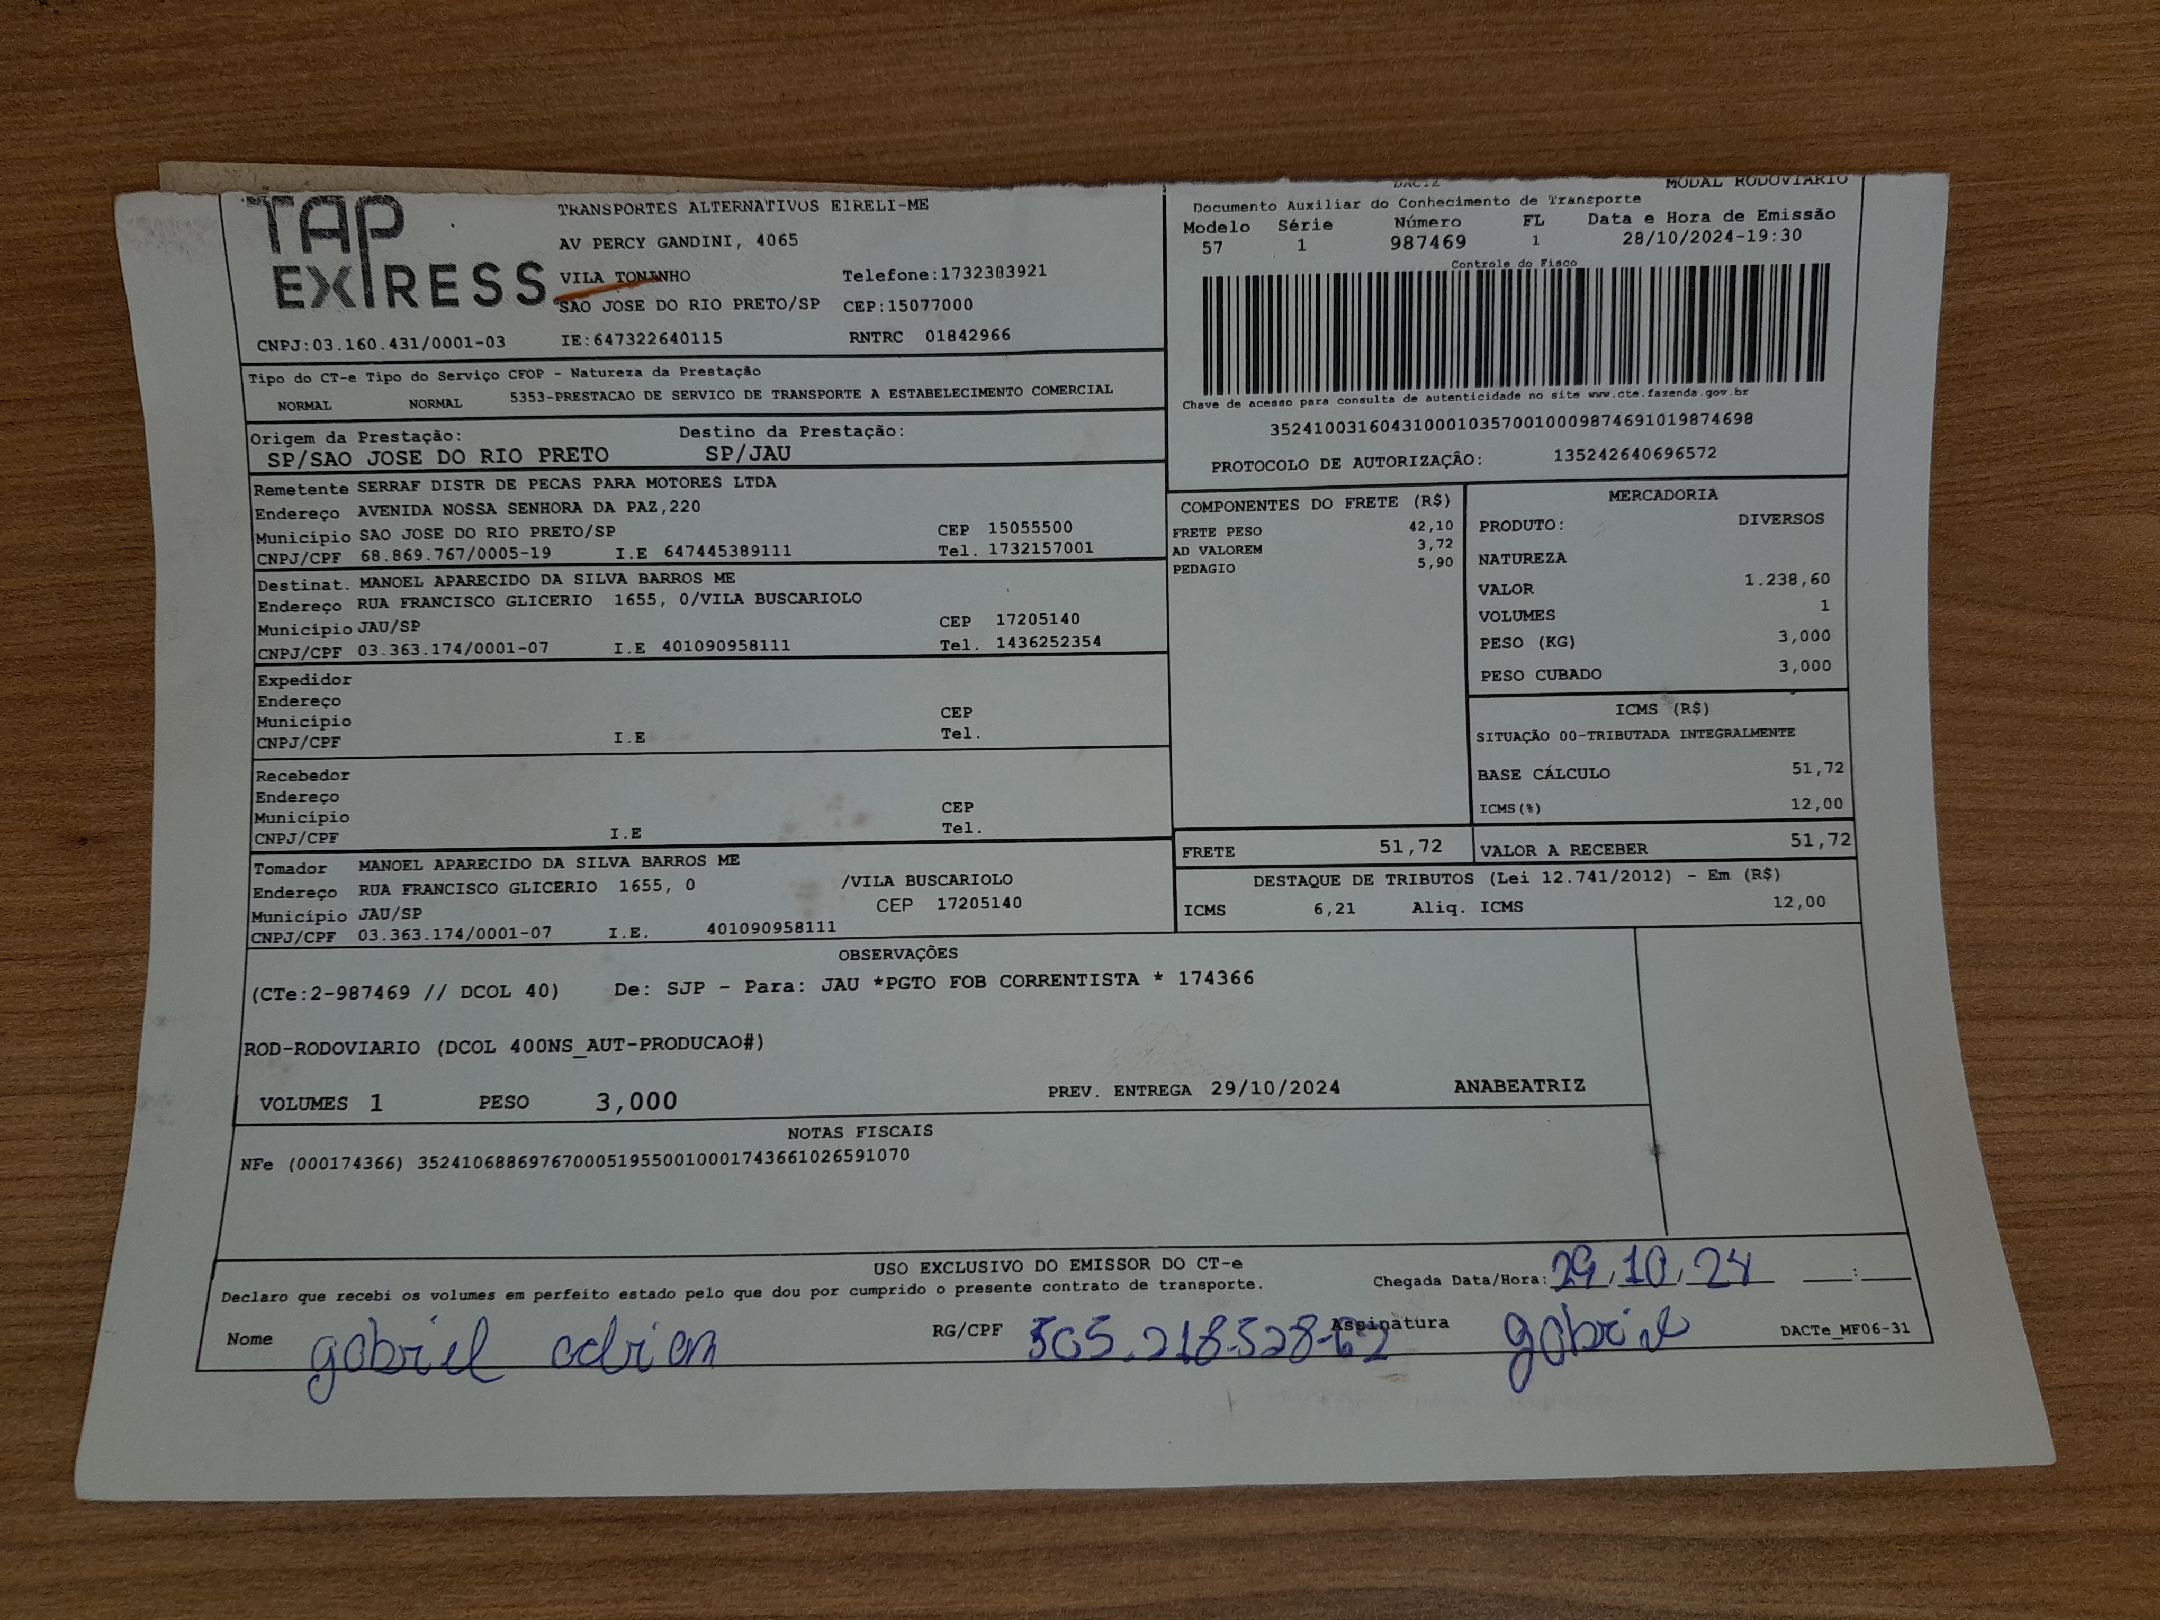 TAP
EXPRESS
TRANSPORTES ALTERNATIVOS EIRELI-ME
AV PERCY GANDINI, 4065
VILA TONINHO Telefone:1732303921
SAO JOSE DO RIO PRETO/SP CEP:15077000
CNPJ:03.160.431/0001-03 IE:647322640115 RNTRC 01842966
MODAL RODOVIARIO
Documento Auxiliar do Conhecimento de Transporte
Modelo Série Número FL Data e Hora de Emissão
57 1 987469 1 28/10/2024-19:30
Controle do Fisco
Chave de acesso para consulta de autenticidade no site www.cte.fazenda.gov.br
35241003160431000103570010009874691019874698
PROTOCOLO DE AUTORIZAÇÃO: 135242640696572
Tipo do CT-e Tipo do Serviço CFOP - Natureza da Prestação
NORMAL NORMAL 5353-PRESTACAO DE SERVICO DE TRANSPORTE A ESTABELECIMENTO COMERCIAL
Origem da Prestação: Destino da Prestação:
SP/SAO JOSE DO RIO PRETO SP/JAU
Remetente SERRAF DISTR DE PECAS PARA MOTORES LTDA
Endereço AVENIDA NOSSA SENHORA DA PAZ,220
Município SAO JOSE DO RIO PRETO/SP CEP 15055500
CNPJ/CPF 68.869.767/0005-19 I.E 647445389111 Tel. 1732157001
Destinat. MANOEL APARECIDO DA SILVA BARROS ME
Endereço RUA FRANCISCO GLICERIO 1655, 0/VILA BUSCARIOLO
Município JAU/SP CEP 17205140
CNPJ/CPF 03.363.174/0001-07 I.E 401090958111 Tel. 1436252354
Expedidor
Endereço
Município CEP
CNPJ/CPF I.E Tel.
Recebedor
Endereço
Município CEP
CNPJ/CPF I.E Tel.
Tomador MANOEL APARECIDO DA SILVA BARROS ME
Endereço RUA FRANCISCO GLICERIO 1655, 0 /VILA BUSCARIOLO
Município JAU/SP CEP 17205140
CNPJ/CPF 03.363.174/0001-07 I.E. 401090958111
COMPONENTES DO FRETE (R$)
FRETE PESO 42,10
AD VALOREM 3,72
PEDAGIO 5,90
MERCADORIA
PRODUTO: DIVERSOS
NATUREZA
VALOR 1.238,60
VOLUMES 1
PESO (KG) 3,000
PESO CUBADO 3,000
ICMS (R$)
SITUAÇÃO 00-TRIBUTADA INTEGRALMENTE
BASE CÁLCULO 51,72
ICMS(%) 12,00
FRETE 51,72 VALOR A RECEBER 51,72
DESTAQUE DE TRIBUTOS (Lei 12.741/2012) - Em (R$)
ICMS 6,21 Aliq. ICMS 12,00
OBSERVAÇÕES
(CTe:2-987469 // DCOL 40) De: SJP - Para: JAU *PGTO FOB CORRENTISTA * 174366
ROD-RODOVIARIO (DCOL 400NS_AUT-PRODUCAO#)
VOLUMES 1 PESO 3,000 PREV. ENTREGA 29/10/2024 ANABEATRIZ
NOTAS FISCAIS
NFe (000174366) 35241068869767000519550010001743661026591070
USO EXCLUSIVO DO EMISSOR DO CT-e
Declaro que recebi os volumes em perfeito estado pelo que dou por cumprido o presente contrato de transporte. Chegada Data/Hora: 29, 10, 24 __:__
Nome gabriel adrian RG/CPF 505.218.528-62 Assinatura gabriel DACTe_MF06-31